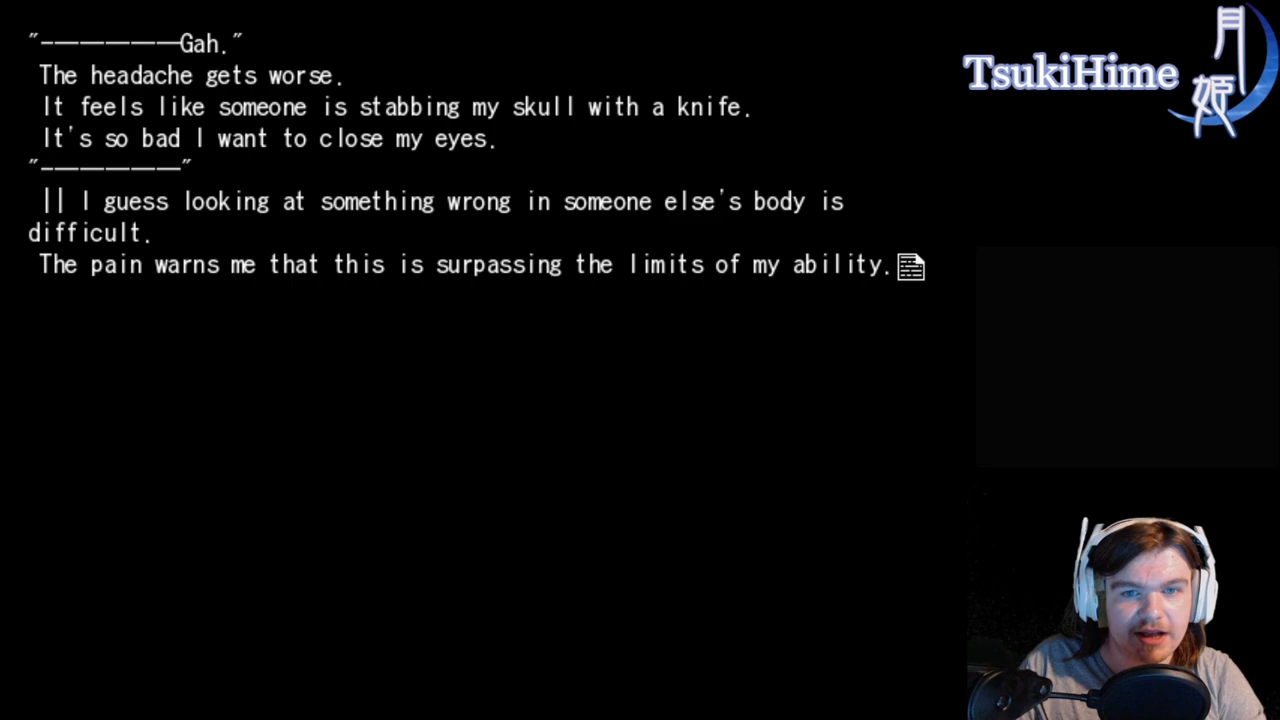 "———————Gah."
The headache gets worse.
It feels like someone is stabbing my skull with a knife.
It's so bad I want to close my eyes.
"———————"
|| I guess looking at something wrong in someone else's body is
difficult.
The pain warns me that this is surpassing the limits of my ability.
TsukiHime
月姫